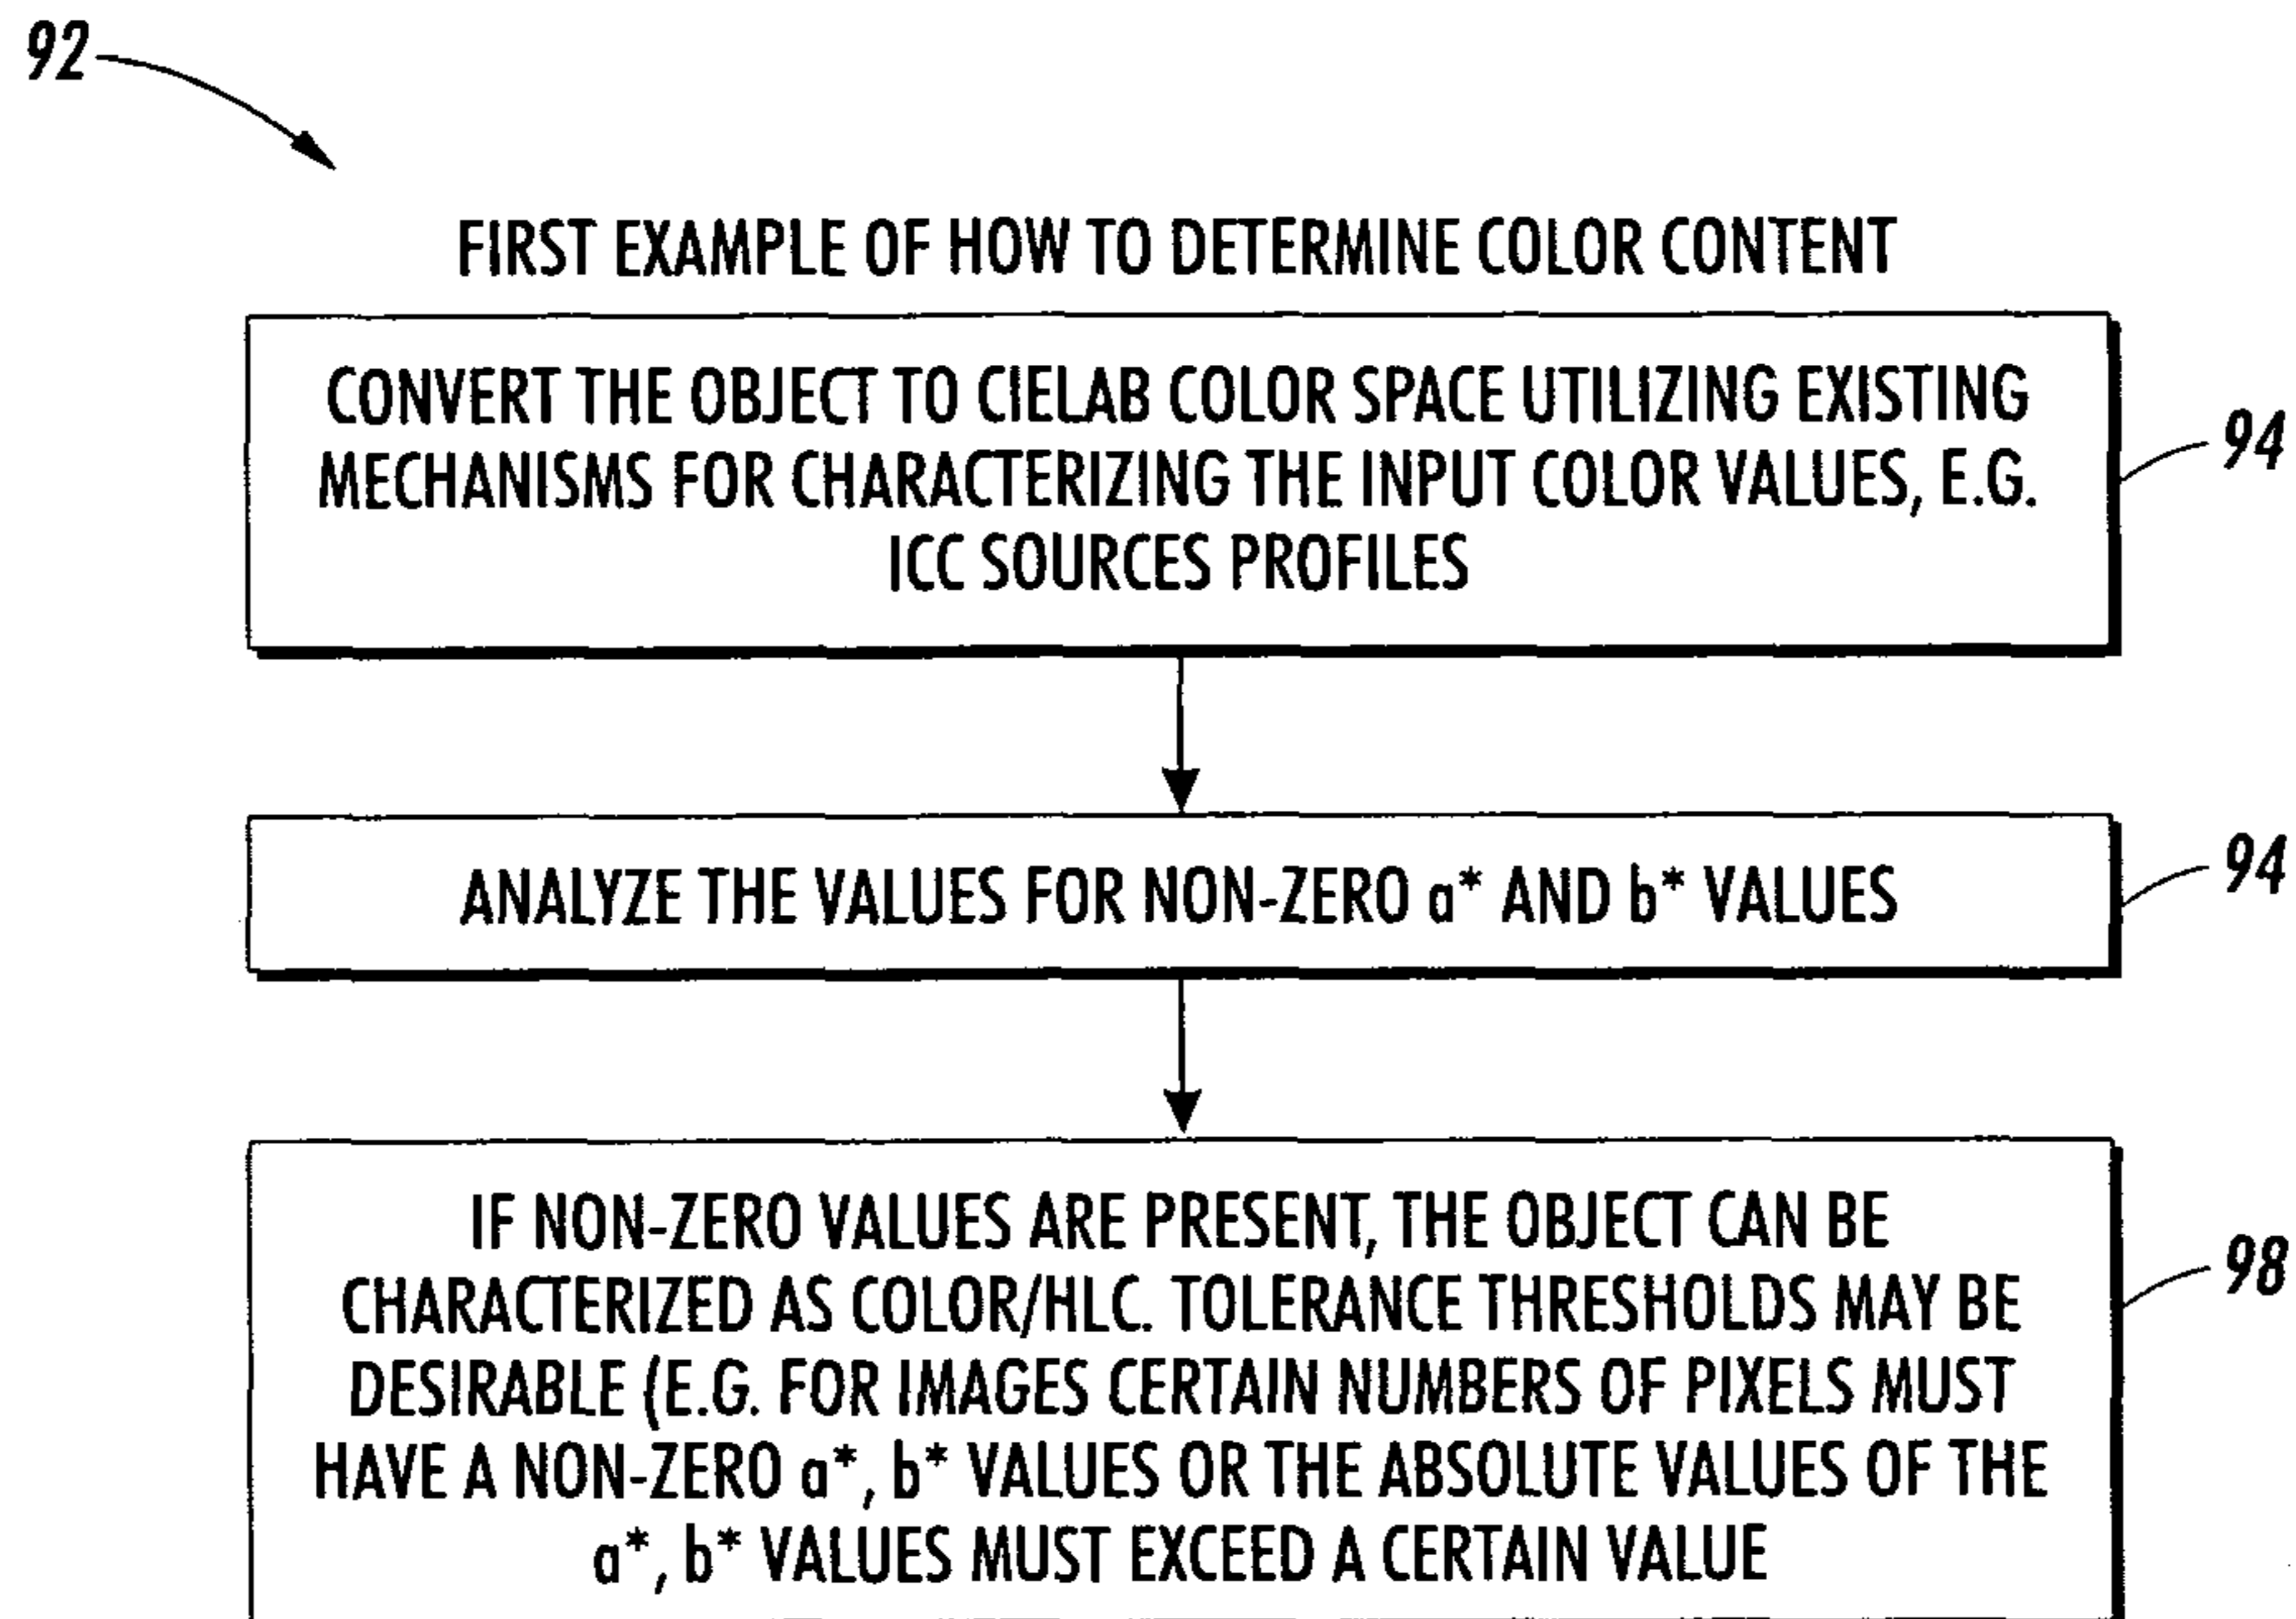 92
FIRST EXAMPLE OF HOW TO DETERMINE COLOR CONTENT
CONVERT THE OBJECT TO CIELAB COLOR SPACE UTILIZING EXISTING
MECHANISMS FOR CHARACTERIZING THE INPUT COLOR VALUES, E.G.
ICC SOURCES PROFILES
94
ANALYZE THE VALUES FOR NON-ZERO a* AND b* VALUES
94
IF NON-ZERO VALUES ARE PRESENT, THE OBJECT CAN BE
CHARACTERIZED AS COLOR/HLC. TOLERANCE THRESHOLDS MAY BE
DESIRABLE (E.G. FOR IMAGES CERTAIN NUMBERS OF PIXELS MUST
HAVE A NON-ZERO a*, b* VALUES OR THE ABSOLUTE VALUES OF THE
a*, b* VALUES MUST EXCEED A CERTAIN VALUE
98